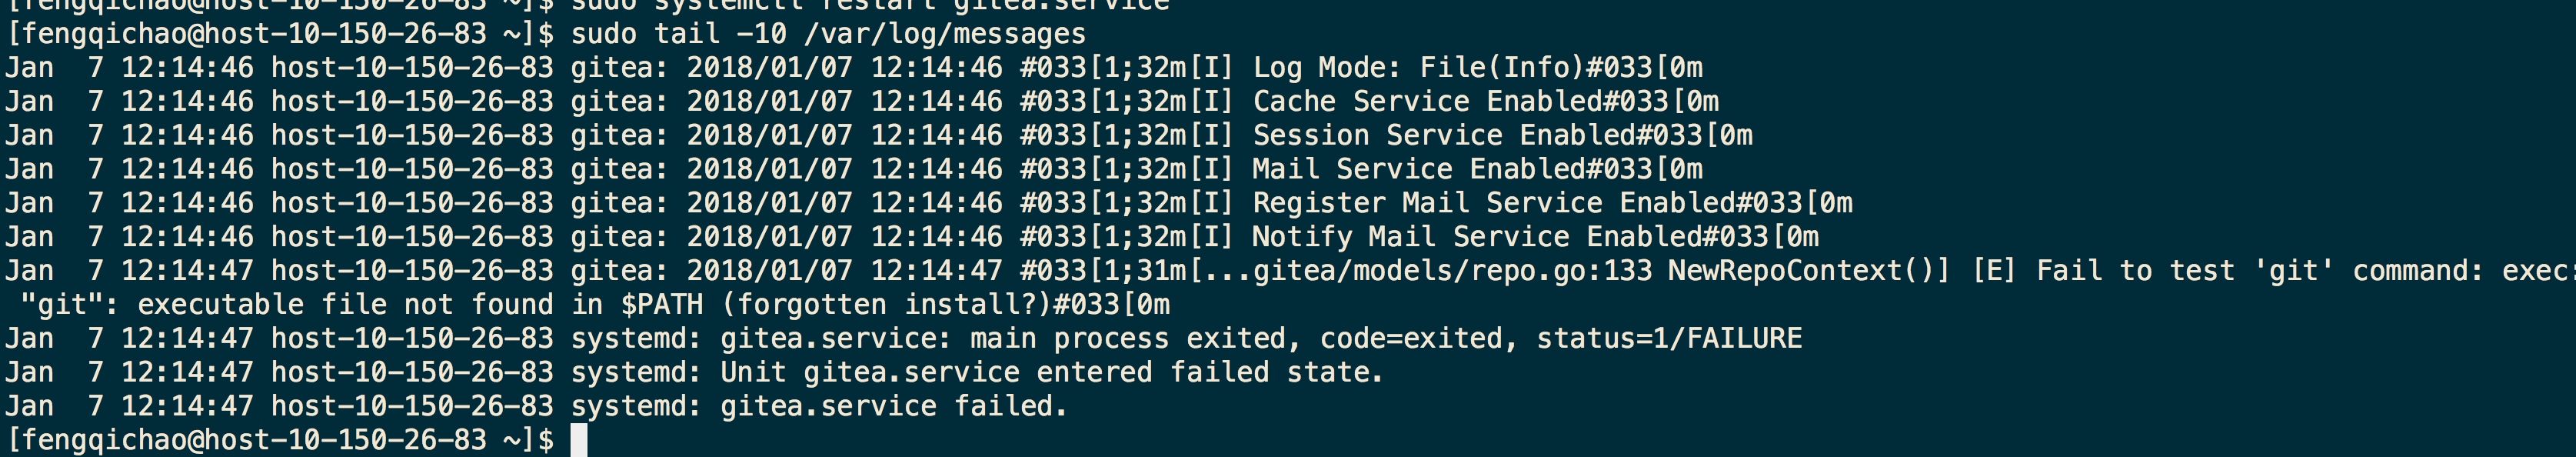 [fengqichao@host-10-150-26-83 ~]$ sudo systemctl restart gitea.service
[fengqichao@host-10-150-26-83 ~]$ sudo tail -10 /var/log/messages
Jan  7 12:14:46 host-10-150-26-83 gitea: 2018/01/07 12:14:46 #033[1;32m[I] Log Mode: File(Info)#033[0m
Jan  7 12:14:46 host-10-150-26-83 gitea: 2018/01/07 12:14:46 #033[1;32m[I] Cache Service Enabled#033[0m
Jan  7 12:14:46 host-10-150-26-83 gitea: 2018/01/07 12:14:46 #033[1;32m[I] Session Service Enabled#033[0m
Jan  7 12:14:46 host-10-150-26-83 gitea: 2018/01/07 12:14:46 #033[1;32m[I] Mail Service Enabled#033[0m
Jan  7 12:14:46 host-10-150-26-83 gitea: 2018/01/07 12:14:46 #033[1;32m[I] Register Mail Service Enabled#033[0m
Jan  7 12:14:46 host-10-150-26-83 gitea: 2018/01/07 12:14:46 #033[1;32m[I] Notify Mail Service Enabled#033[0m
Jan  7 12:14:47 host-10-150-26-83 gitea: 2018/01/07 12:14:47 #033[1;31m[...gitea/models/repo.go:133 NewRepoContext()] [E] Fail to test 'git' command: exec:
 "git": executable file not found in $PATH (forgotten install?)#033[0m
Jan  7 12:14:47 host-10-150-26-83 systemd: gitea.service: main process exited, code=exited, status=1/FAILURE
Jan  7 12:14:47 host-10-150-26-83 systemd: Unit gitea.service entered failed state.
Jan  7 12:14:47 host-10-150-26-83 systemd: gitea.service failed.
[fengqichao@host-10-150-26-83 ~]$